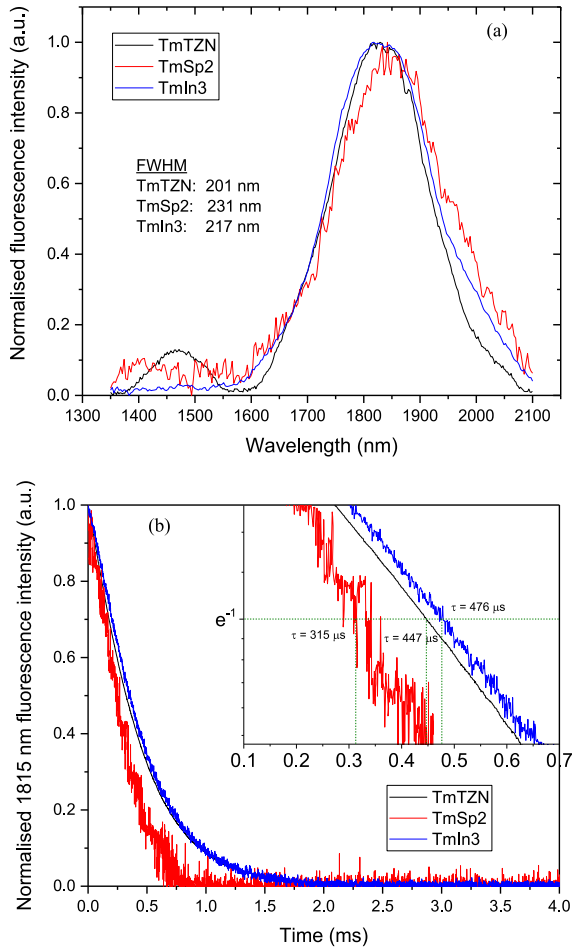 Normalised fluorescence intensity (a.u.)
1.0
0.8
0.6
0.4
0.2
0.0
TmTZN
TmSp2
TmIn3
(a)
FWHM
TmTZN: 201 nm
TmSp2: 231 nm
TmIn3: 217 nm
1300 1400 1500 1600 1700 1800 1900 2000 2100
Wavelength (nm)
Normalised 1815 nm fluorescence intensity (a.u.)
1.0
0.8
0.6
0.4
0.2
0.0
(b)
e⁻¹
τ = 476 µs
τ = 315 µs
τ = 447 µs
0.1 0.2 0.3 0.4 0.5 0.6 0.7
TmTZN
TmSp2
TmIn3
0.0 0.5 1.0 1.5 2.0 2.5 3.0 3.5 4.0
Time (ms)